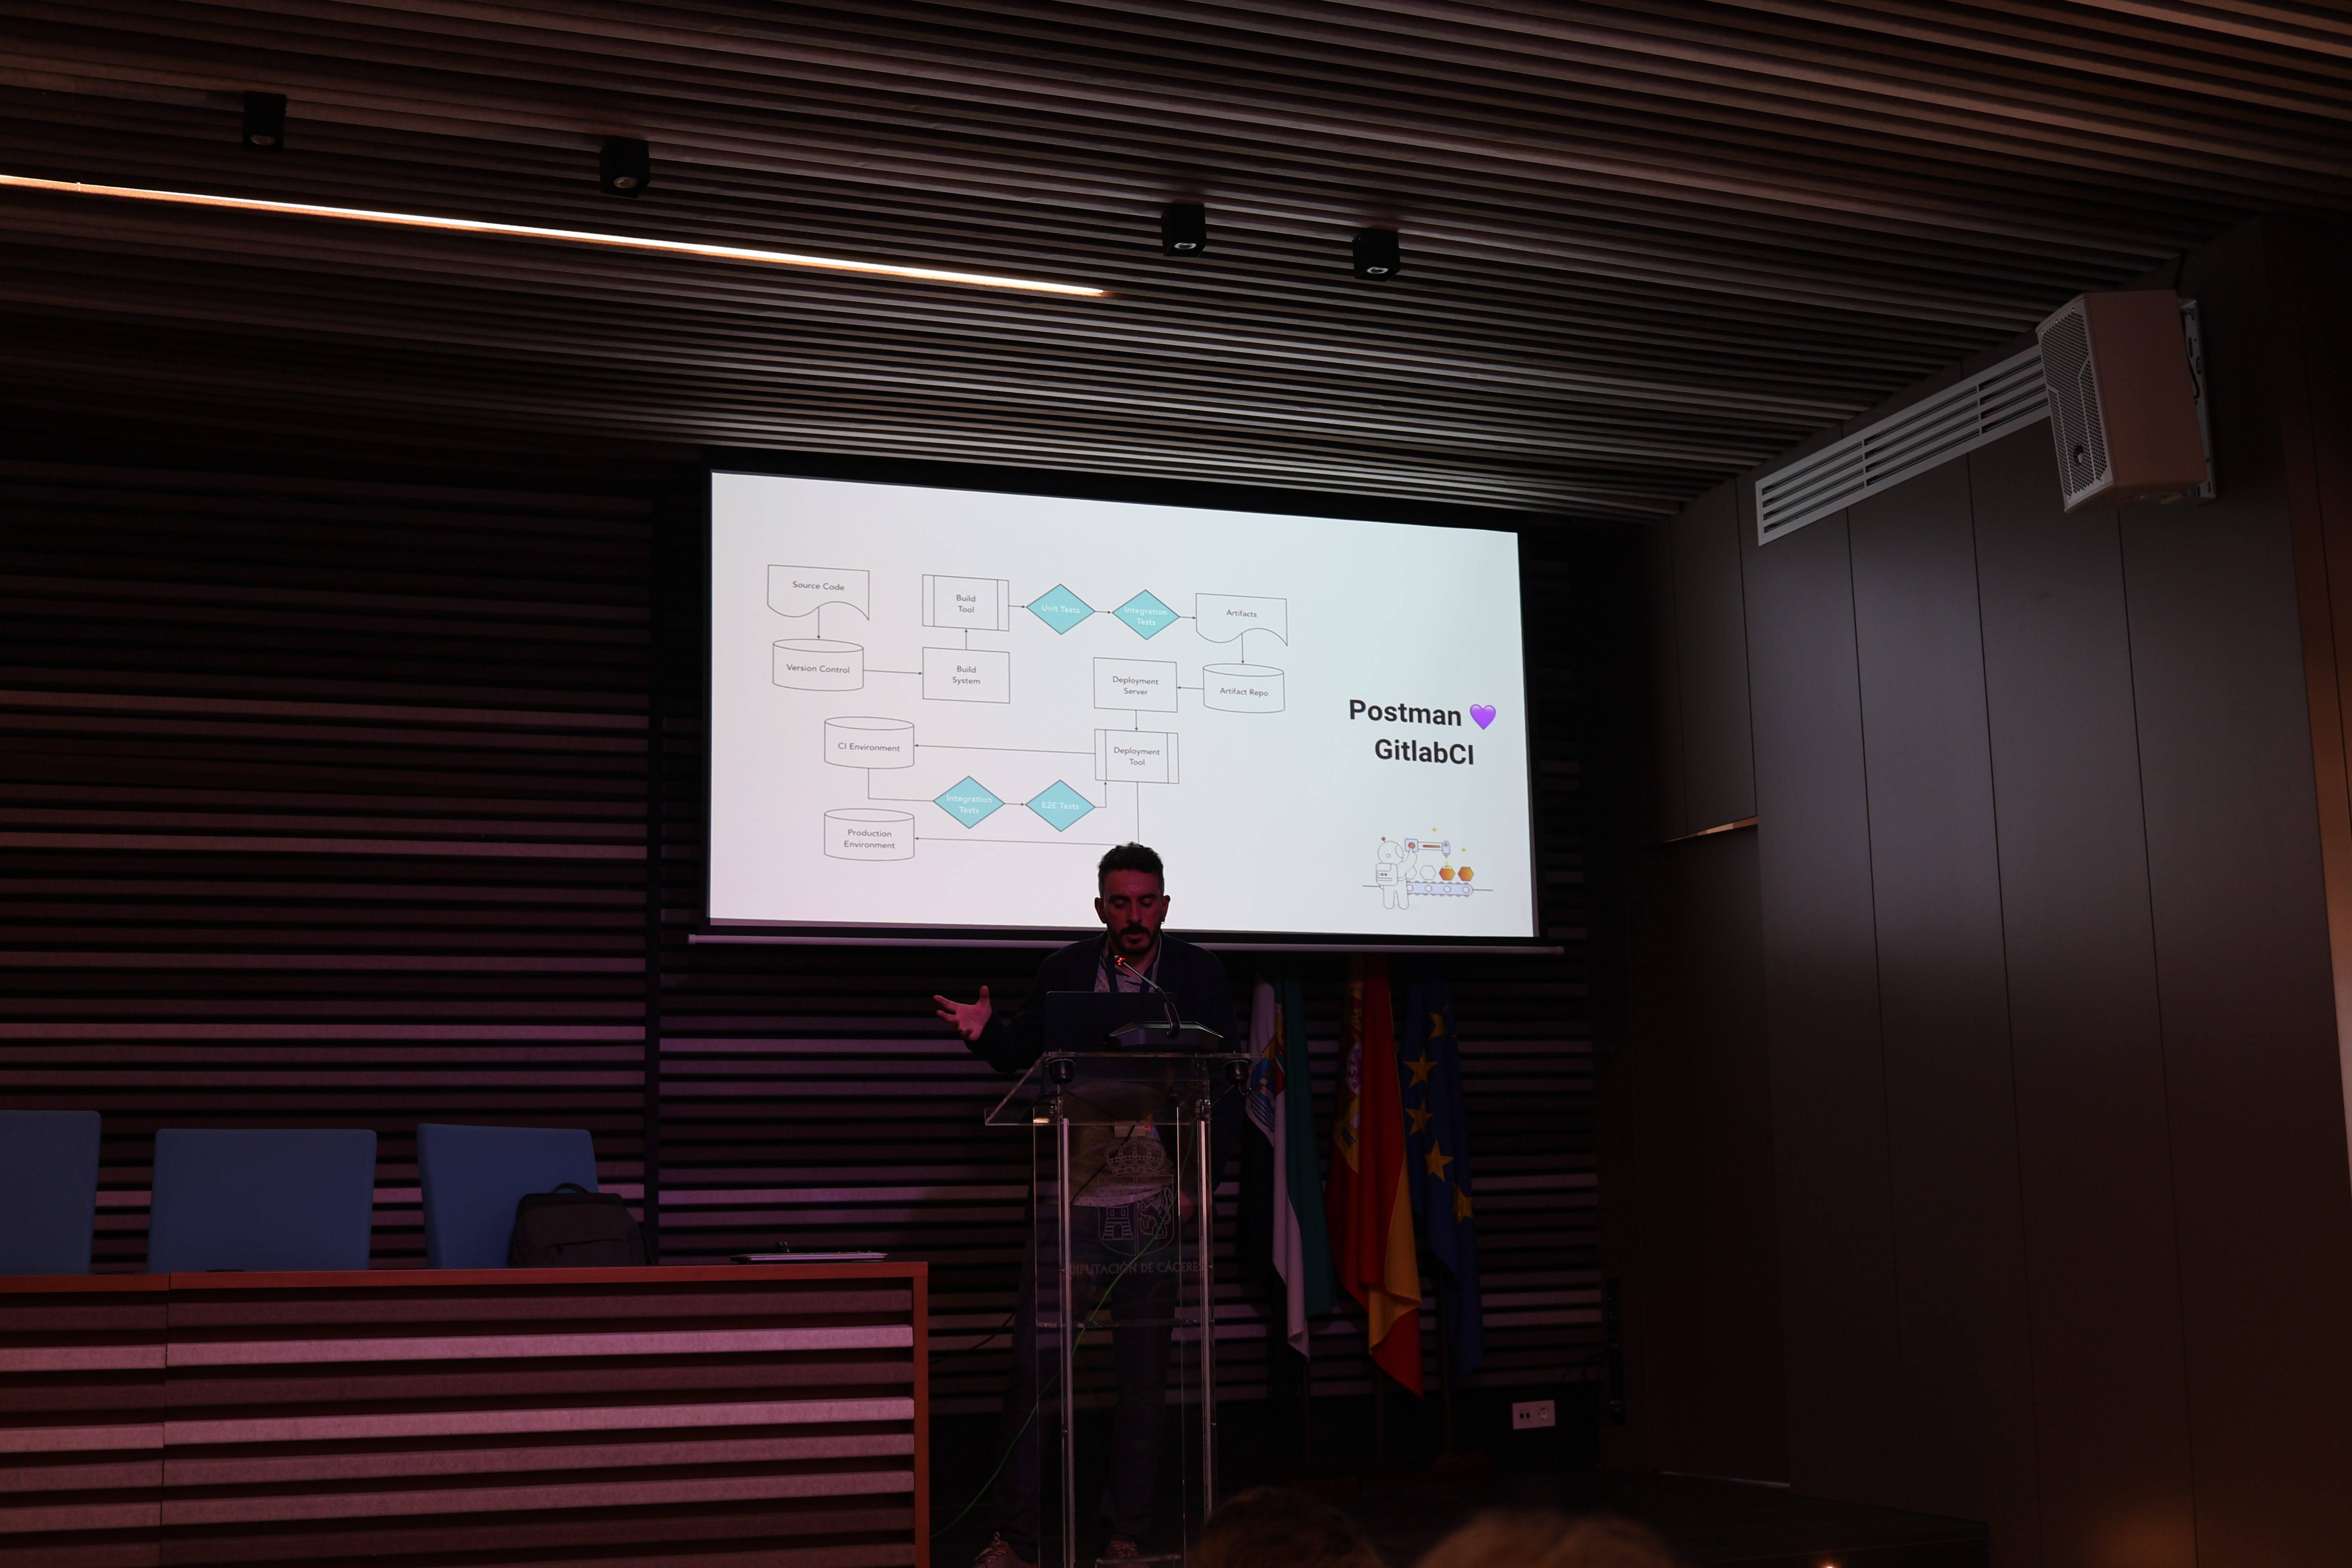 Source Code
Version Control
Build
Tool
Build
System
Unit Tests
Integration
Tests
Artifacts
Artifact Repo
Deployment
Server
Deployment
Tool
CI Environment
Integration
Tests
E2E Tests
Production
Environment
Postman 💜
GitlabCI
DIPUTACIÓN DE CÁCERES